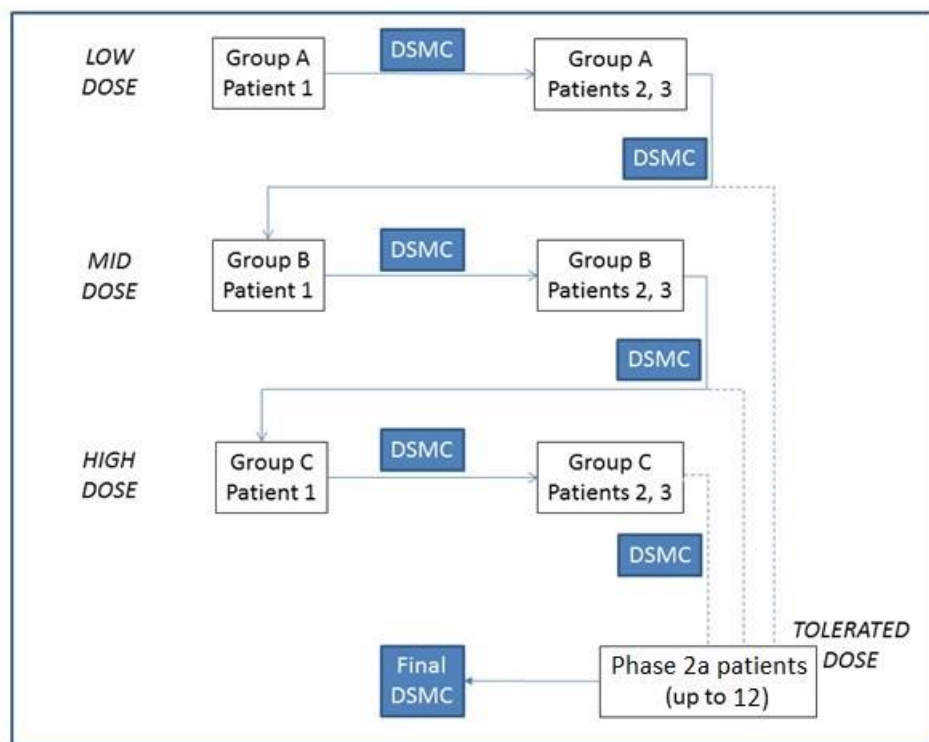 LOW
DOSE
Group A
Patient 1
DSMC
Group A
Patients 2, 3
DSMC
MID
DOSE
Group B
Patient 1
DSMC
Group B
Patients 2, 3
DSMC
HIGH
DOSE
Group C
Patient 1
DSMC
Group C
Patients 2, 3
DSMC
TOLERATED
DOSE
Phase 2a patients
(up to 12)
Final
DSMC